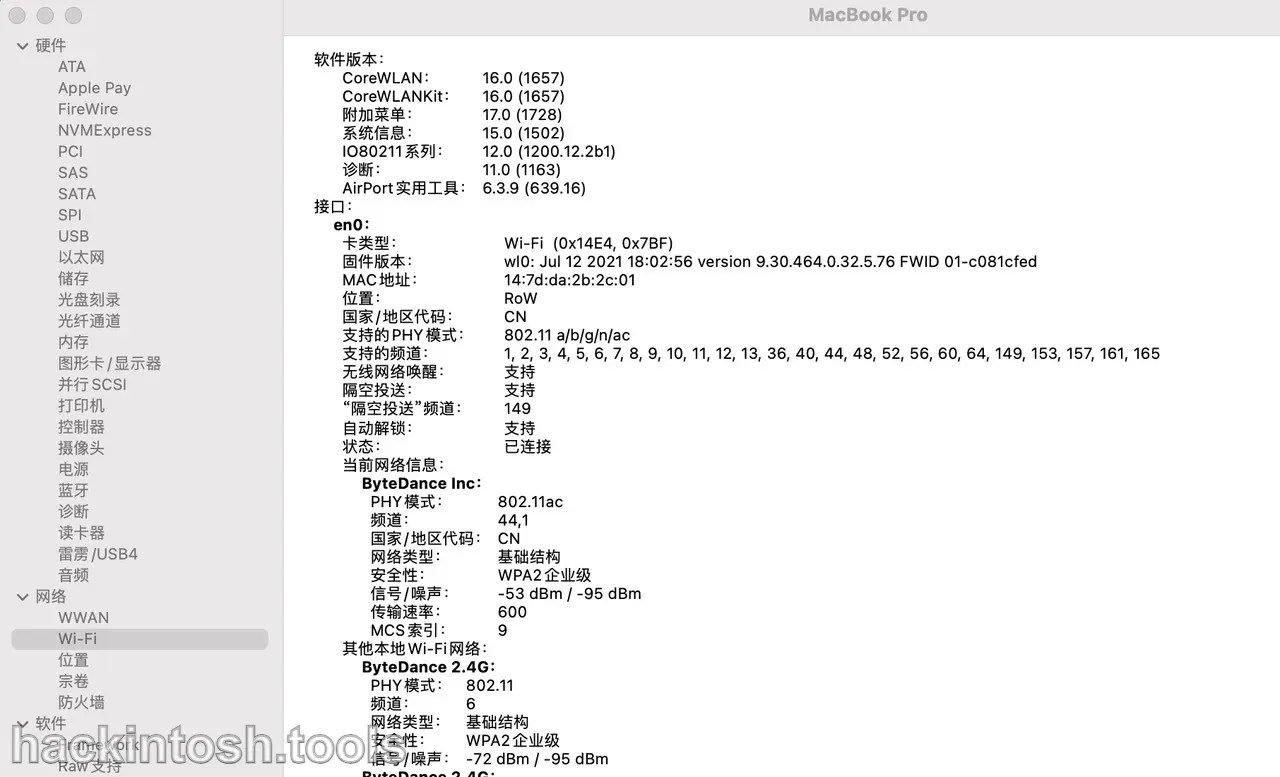 MacBook Pro
硬件
ATA
Apple Pay
FireWire
NVMExpress
PCI
SAS
SATA
SPI
USB
以太网
储存
光盘刻录
光纤通道
内存
图形卡/显示器
并行SCSI
打印机
控制器
摄像头
电源
蓝牙
诊断
读卡器
雷雳/USB4
音频
网络
WWAN
Wi-Fi
位置
宗卷
防火墙
软件
Framework
Raw支持
软件版本：
CoreWLAN： 16.0 (1657)
CoreWLANKit： 16.0 (1657)
附加菜单： 17.0 (1728)
系统信息： 15.0 (1502)
IO80211系列： 12.0 (1200.12.2b1)
诊断： 11.0 (1163)
AirPort实用工具： 6.3.9 (639.16)
接口：
en0：
卡类型： Wi-Fi (0x14E4, 0x7BF)
固件版本： wl0: Jul 12 2021 18:02:56 version 9.30.464.0.32.5.76 FWID 01-c081cfed
MAC地址： 14:7d:da:2b:2c:01
位置： RoW
国家/地区代码： CN
支持的PHY模式： 802.11 a/b/g/n/ac
支持的频道： 1, 2, 3, 4, 5, 6, 7, 8, 9, 10, 11, 12, 13, 36, 40, 44, 48, 52, 56, 60, 64, 149, 153, 157, 161, 165
无线网络唤醒： 支持
隔空投送： 支持
“隔空投送”频道： 149
自动解锁： 支持
状态： 已连接
当前网络信息：
ByteDance Inc：
PHY模式： 802.11ac
频道： 44,1
国家/地区代码： CN
网络类型： 基础结构
安全性： WPA2企业级
信号/噪声： -53 dBm / -95 dBm
传输速率： 600
MCS索引： 9
其他本地Wi-Fi网络：
ByteDance 2.4G：
PHY模式： 802.11
频道： 6
网络类型： 基础结构
安全性： WPA2企业级
信号/噪声： -72 dBm / -95 dBm
ByteDance 2.4G：
hackintosh.tools